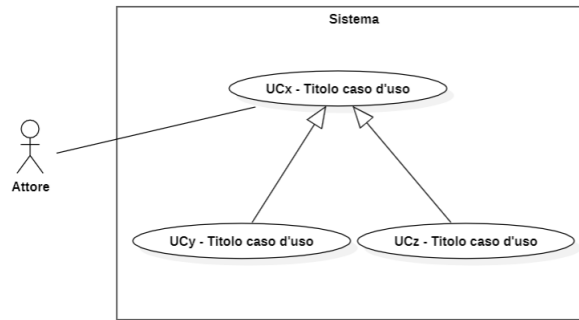 Sistema
UCx - Titolo caso d'uso
Attore
UCy - Titolo caso d'uso
UCz - Titolo caso d'uso